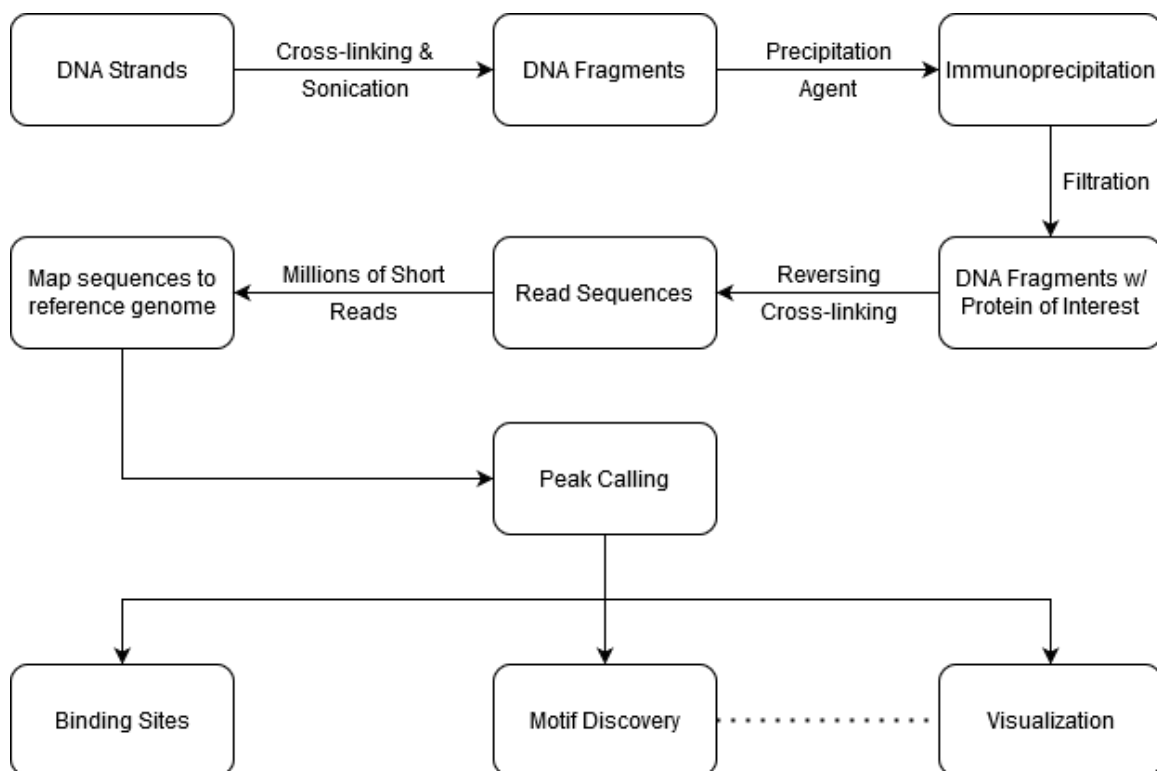 DNA Strands
Cross-linking &
Sonication
DNA Fragments
Precipitation
Agent
Immunoprecipitation
Filtration
Map sequences to
reference genome
Millions of Short
Reads
Read Sequences
Reversing
Cross-linking
DNA Fragments w/
Protein of Interest
Peak Calling
Binding Sites
Motif Discovery
Visualization